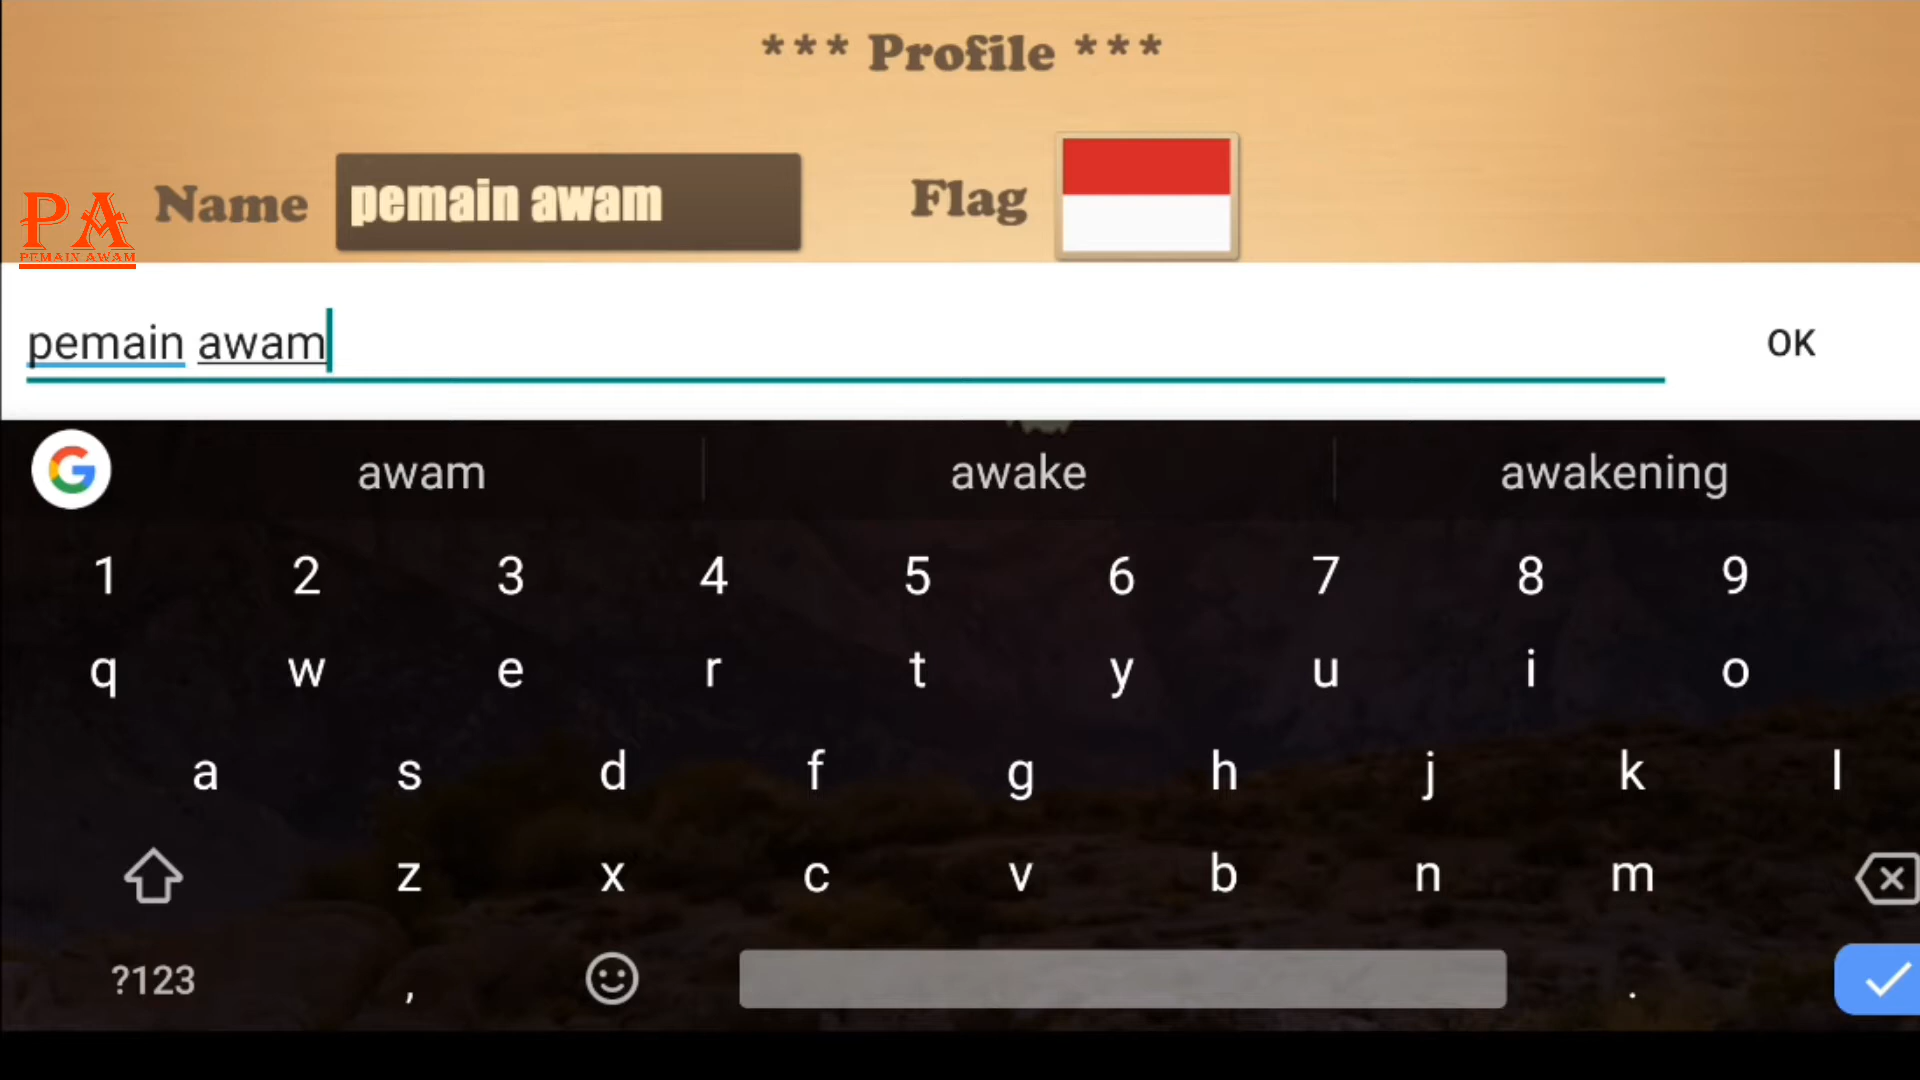 *** Profile ***
Name pemain awam Flag
PA
PEMAIN AWAM
pemain awam OK
G awam awake awakening
1 2 3 4 5 6 7 8 9
q w e r t y u i o
a s d f g h j k l
z x c v b n m
?123 , .